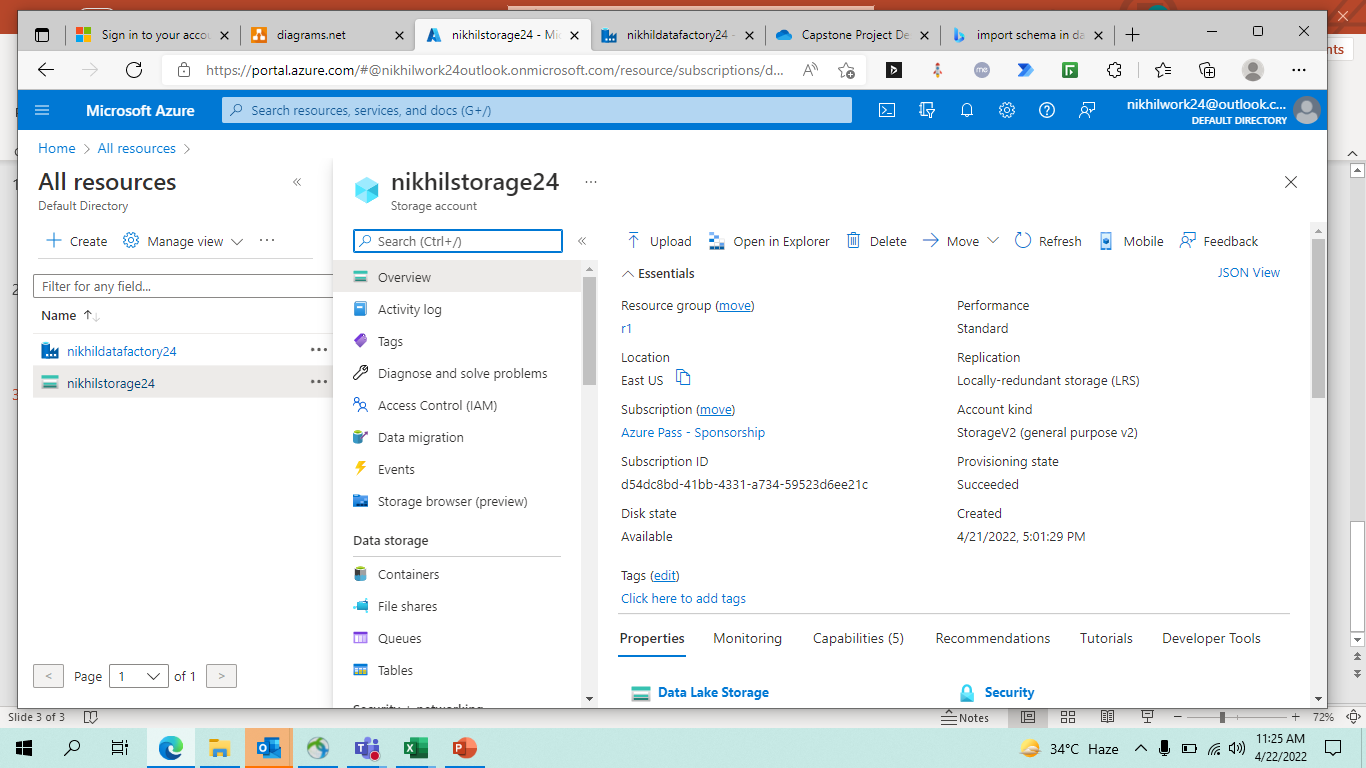 Sign in to your accou
diagrams.net
nikhilstorage24 - Mic
nikhildatafactory24 -
Capstone Project De
import schema in da
https://portal.azure.com/#@nikhilwork24outlook.onmicrosoft.com/resource/subscriptions/d...
Microsoft Azure
Search resources, services, and docs (G+/)
nikhilwork24@outlook.c...
DEFAULT DIRECTORY
Home > All resources >
All resources
Default Directory
Create
Manage view
Filter for any field...
Name
nikhildatafactory24
nikhilstorage24
< Page 1 of 1 >
nikhilstorage24
Storage account
Search (Ctrl+/)
Overview
Activity log
Tags
Diagnose and solve problems
Access Control (IAM)
Data migration
Events
Storage browser (preview)
Data storage
Containers
File shares
Queues
Tables
Security + networking
Upload
Open in Explorer
Delete
Move
Refresh
Mobile
Feedback
Essentials
JSON View
Resource group (move)
r1
Location
East US
Subscription (move)
Azure Pass - Sponsorship
Subscription ID
d54dc8bd-41bb-4331-a734-59523d6ee21c
Disk state
Available
Performance
Standard
Replication
Locally-redundant storage (LRS)
Account kind
StorageV2 (general purpose v2)
Provisioning state
Succeeded
Created
4/21/2022, 5:01:29 PM
Tags (edit)
Click here to add tags
Properties
Monitoring
Capabilities (5)
Recommendations
Tutorials
Developer Tools
Data Lake Storage
Security
nts
Slide 3 of 3
Notes
72%
34°C Haze
11:25 AM
4/22/2022